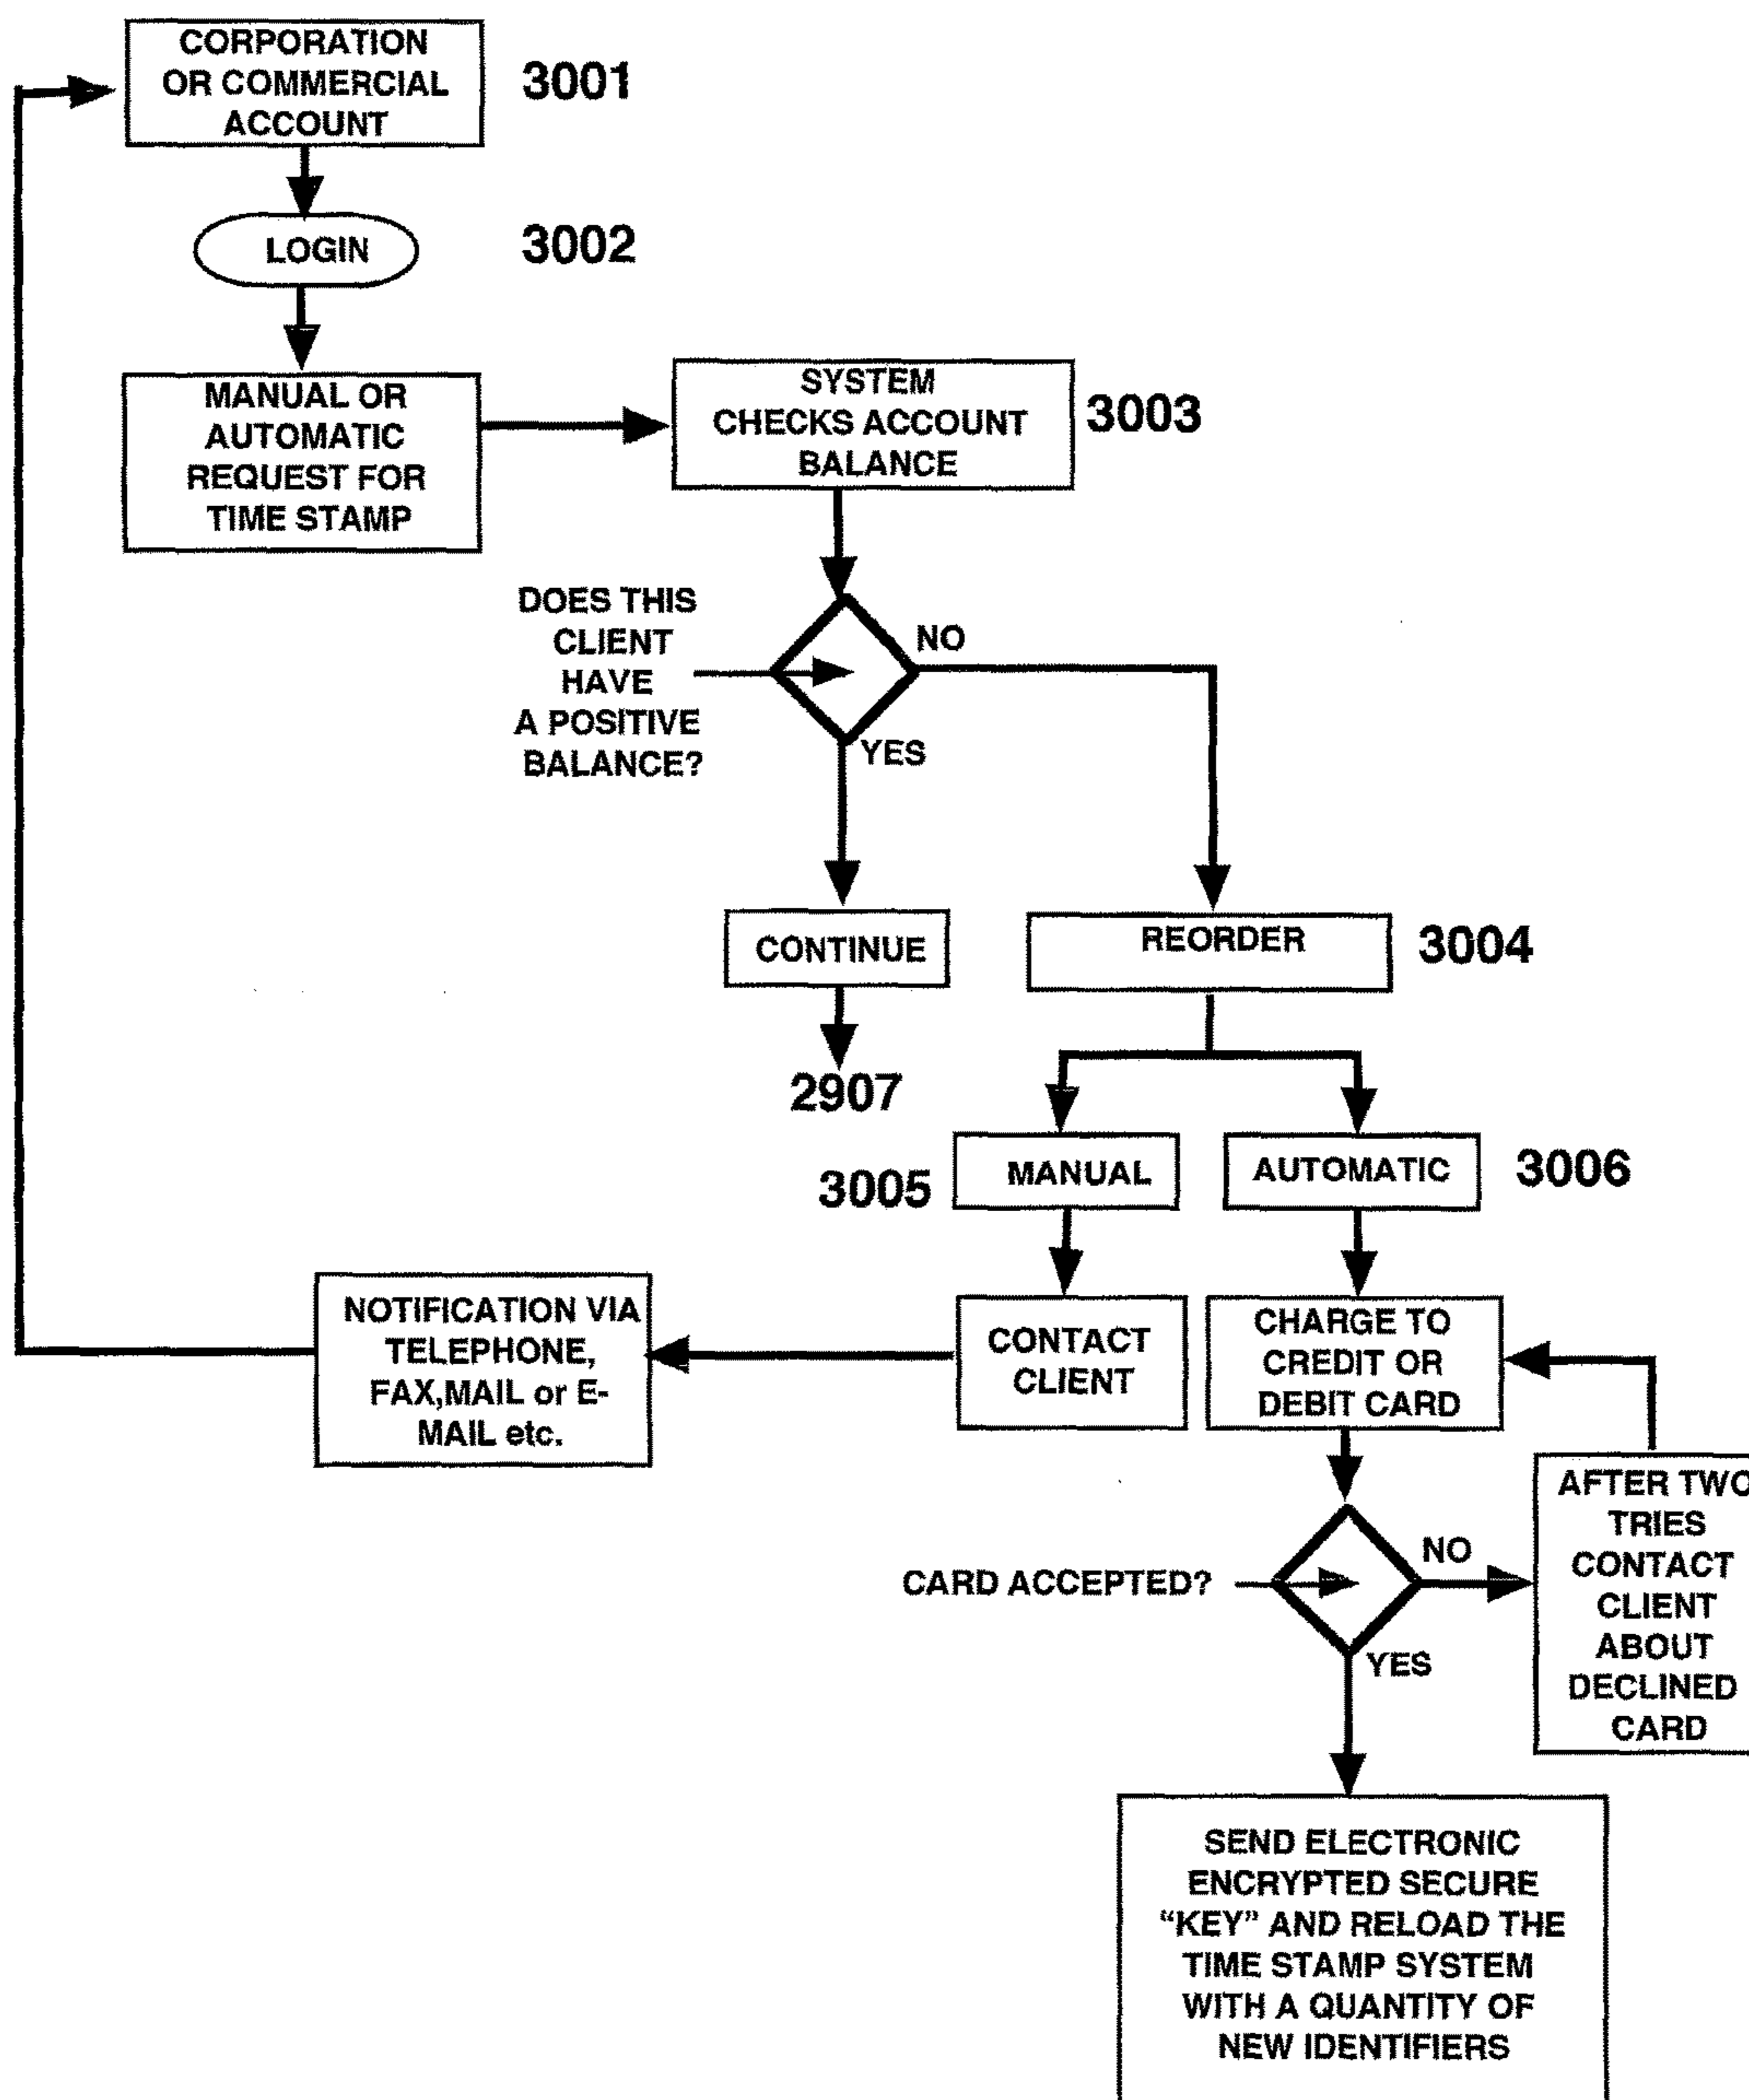 CORPORATION
OR COMMERCIAL
ACCOUNT
3001
LOGIN
3002
MANUAL OR
AUTOMATIC
REQUEST FOR
TIME STAMP
SYSTEM
CHECKS ACCOUNT
BALANCE
3003
DOES THIS
CLIENT
HAVE
A POSITIVE
BALANCE?
NO
YES
CONTINUE
2907
REORDER
3004
3005
MANUAL
AUTOMATIC
3006
NOTIFICATION VIA
TELEPHONE,
FAX,MAIL or E-
MAIL etc.
CONTACT
CLIENT
CHARGE TO
CREDIT OR
DEBIT CARD
CARD ACCEPTED?
NO
YES
AFTER TWO
TRIES
CONTACT
CLIENT
ABOUT
DECLINED
CARD
SEND ELECTRONIC
ENCRYPTED SECURE
“KEY” AND RELOAD THE
TIME STAMP SYSTEM
WITH A QUANTITY OF
NEW IDENTIFIERS